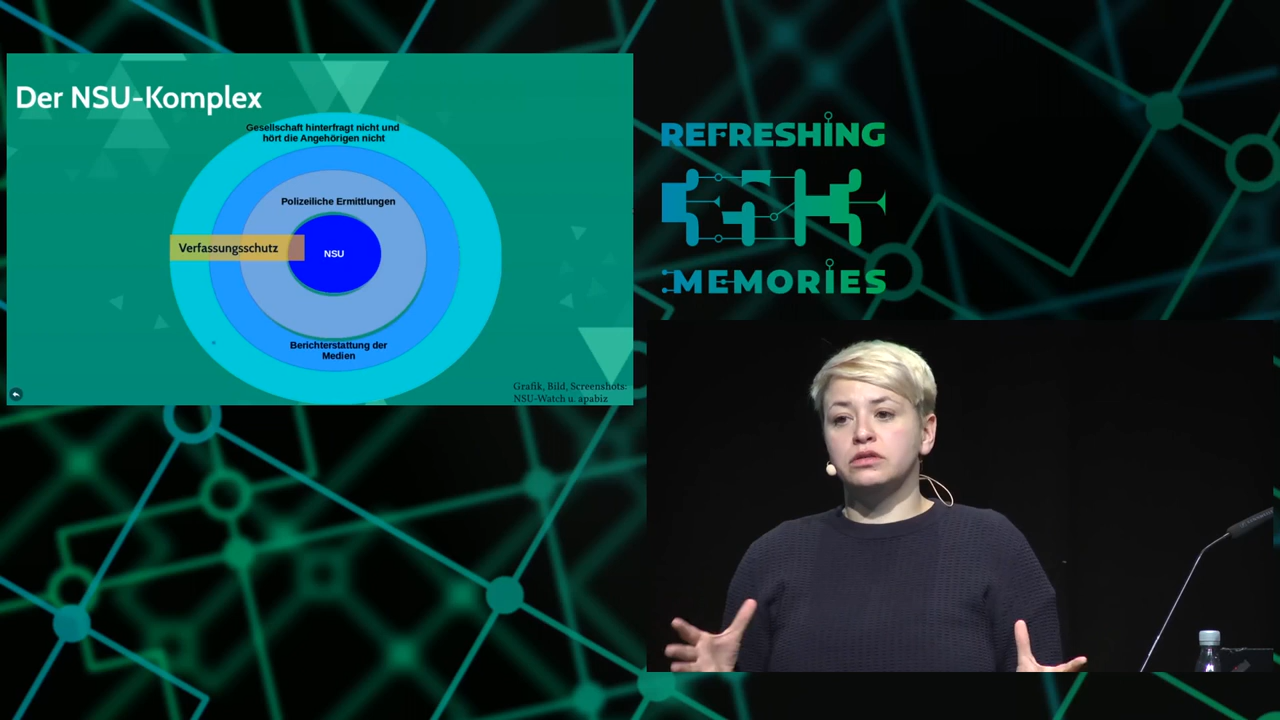 Der NSU-Komplex
Gesellschaft hinterfragt nicht und
hört die Angehörigen nicht
Polizeiliche Ermittlungen
Verfassungsschutz
NSU
Berichterstattung der
Medien
Grafik, Bild, Screenshots:
NSU-Watch u. apabiz
REFRESHING
MEMORIES